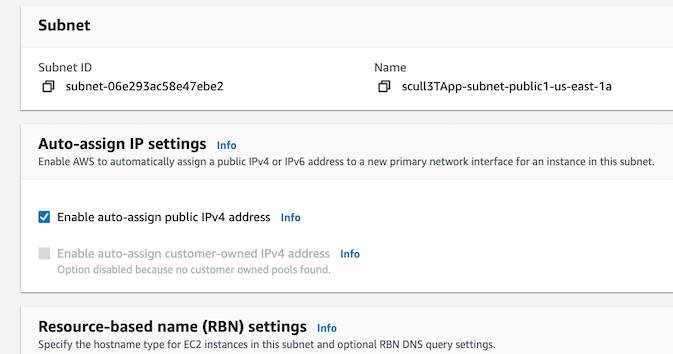 Subnet
Subnet ID
Name
subnet-06e293ac58e47ebe2
scull3TApp-subnet-public1-us-east-1a
Auto-assign IP settings Info
Enable AWS to automatically assign a public IPv4 or IPv6 address to a new primary network interface for an instance in this subnet.
Enable auto-assign public IPv4 address Info
Enable auto-assign customer-owned IPv4 address Info
Option disabled because no customer owned pools found.
Resource-based name (RBN) settings Info
Specify the hostname type for EC2 instances in this subnet and optional RBN DNS query settings.